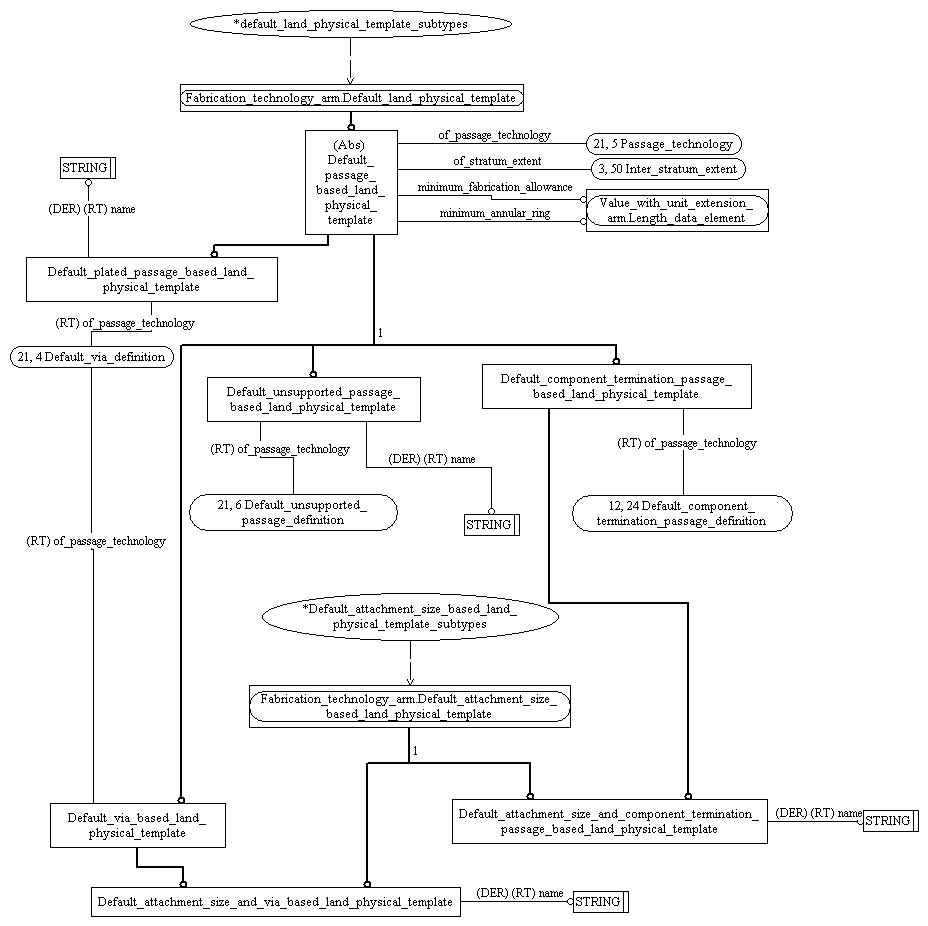 *default_land_physical_template_subtypes
Fabrication_technology_arm.Default_land_physical_template
(Abs)
Default_
passage_
based_land_
physical_
template
of_passage_technology
21, 5 Passage_technology
of_stratum_extent
3, 50 Inter_stratum_extent
minimum_fabrication_allowance
minimum_annular_ring
Value_with_unit_extension_
arm.Length_data_element
STRING
(DER) (RT) name
Default_plated_passage_based_land_
physical_template
(RT) of_passage_technology
21, 4 Default_via_definition
1
Default_unsupported_passage_
based_land_physical_template
Default_component_termination_passage_
based_land_physical_template
(RT) of_passage_technology
(DER) (RT) name
(RT) of_passage_technology
21, 6 Default_unsupported_
passage_definition
STRING
12, 24 Default_component_
termination_passage_definition
(RT) of_passage_technology
*Default_attachment_size_based_land_
physical_template_subtypes
Fabrication_technology_arm.Default_attachment_size_
based_land_physical_template
1
Default_via_based_land_
physical_template
Default_attachment_size_and_component_termination_
passage_based_land_physical_template
(DER) (RT) name
STRING
Default_attachment_size_and_via_based_land_physical_template
(DER) (RT) name
STRING